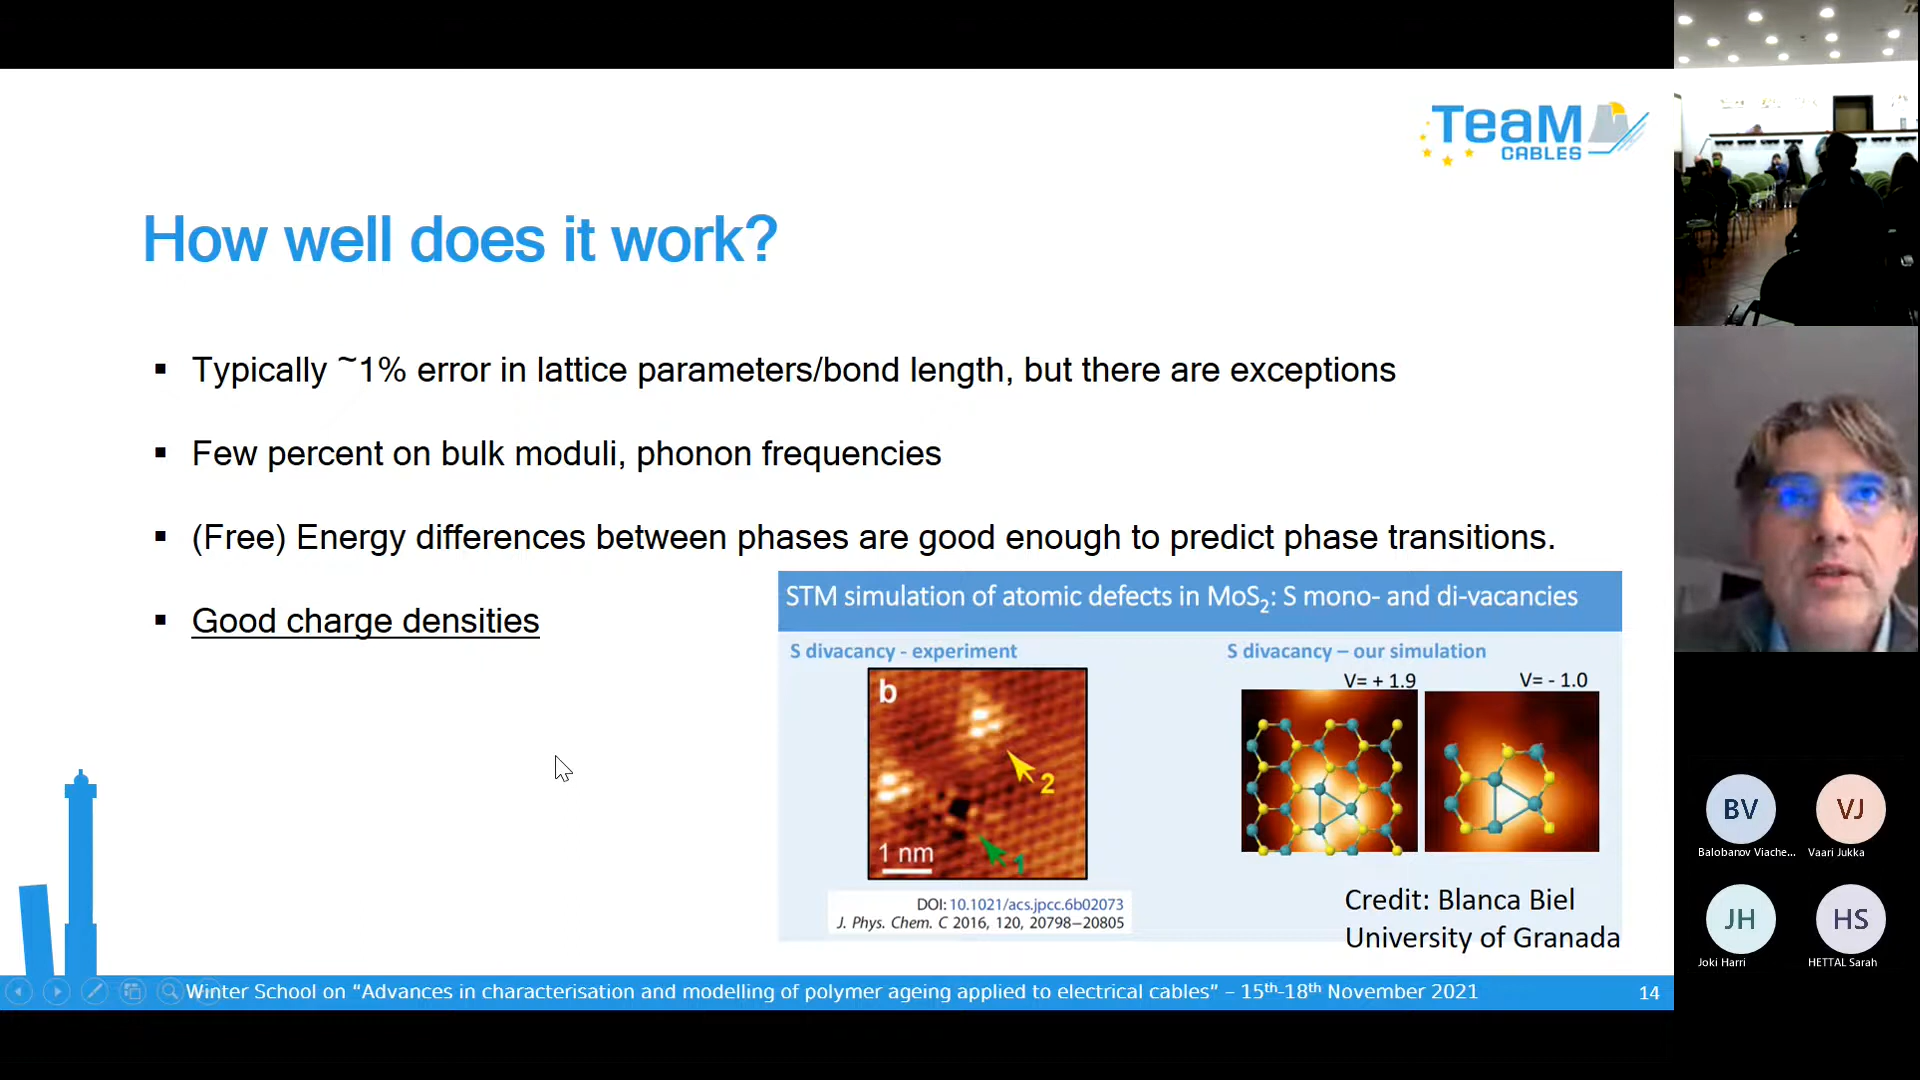 TeaM
CABLES
How well does it work?
▪ Typically ~1% error in lattice parameters/bond length, but there are exceptions
▪ Few percent on bulk moduli, phonon frequencies
▪ (Free) Energy differences between phases are good enough to predict phase transitions.
▪ Good charge densities
STM simulation of atomic defects in MoS₂: S mono- and di-vacancies
S divacancy - experiment
S divacancy – our simulation
V= + 1.9
V= - 1.0
b
2
1
1 nm
DOI: 10.1021/acs.jpcc.6b02073
J. Phys. Chem. C 2016, 120, 20798−20805
Credit: Blanca Biel
University of Granada
Winter School on “Advances in characterisation and modelling of polymer ageing applied to electrical cables” – 15th-18th November 2021
14
BV
VJ
Balobanov Viache...
Vaari Jukka
JH
HS
Joki Harri
HETTAL Sarah